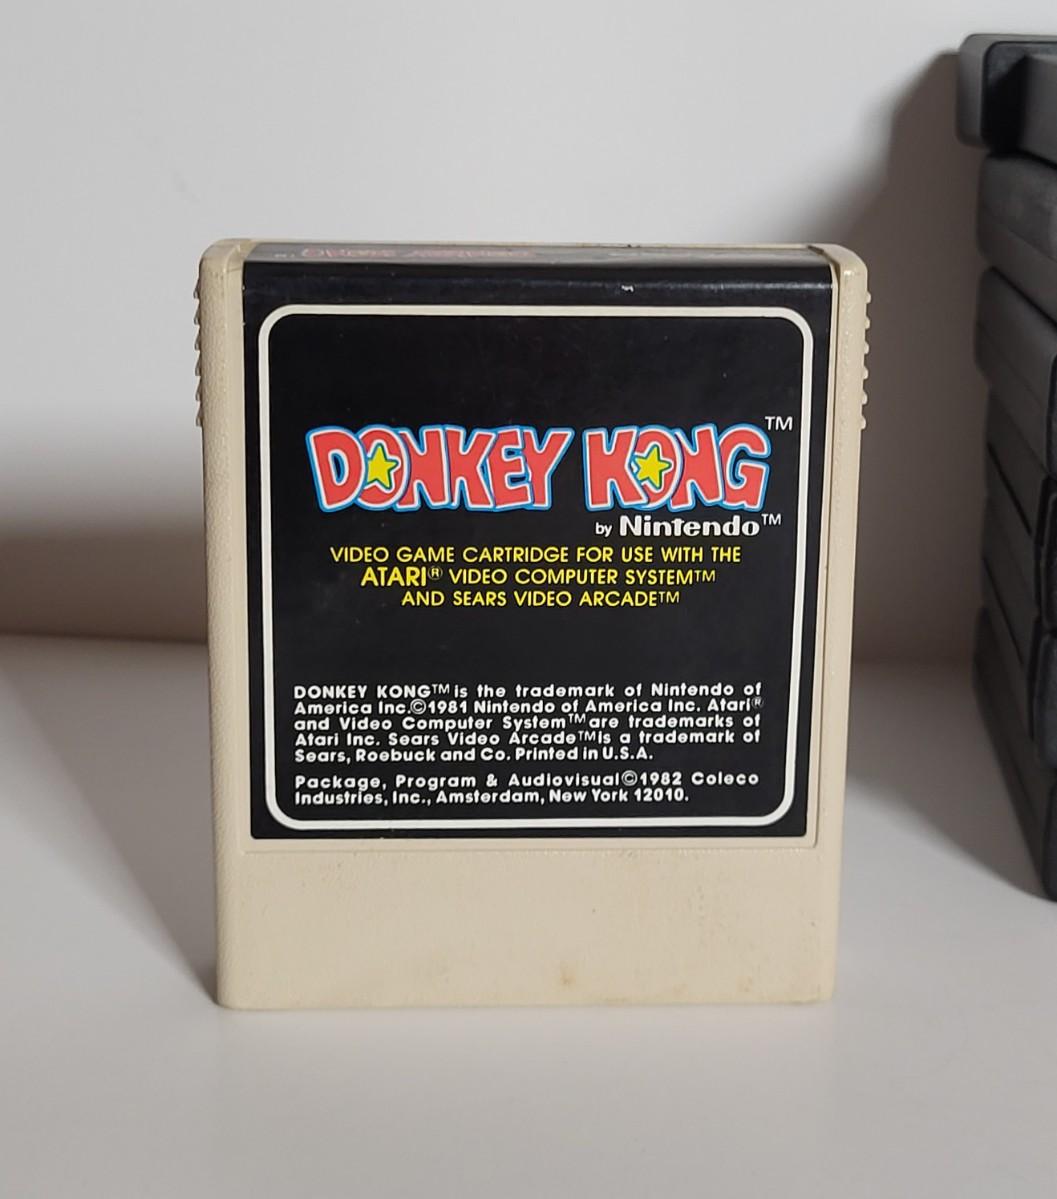 DONKEY KONG
DONKEY KONG™
by Nintendo™
VIDEO GAME CARTRIDGE FOR USE WITH THE
ATARI® VIDEO COMPUTER SYSTEM™
AND SEARS VIDEO ARCADE™
DONKEY KONG™ is the trademark of Nintendo of
America Inc.©1981 Nintendo of America Inc. Atari®
and Video Computer System™ are trademarks of
Atari Inc. Sears Video Arcade™ is a trademark of
Sears, Roebuck and Co. Printed in U.S.A.
Package, Program & Audiovisual©1982 Coleco
Industries, Inc., Amsterdam, New York 12010.